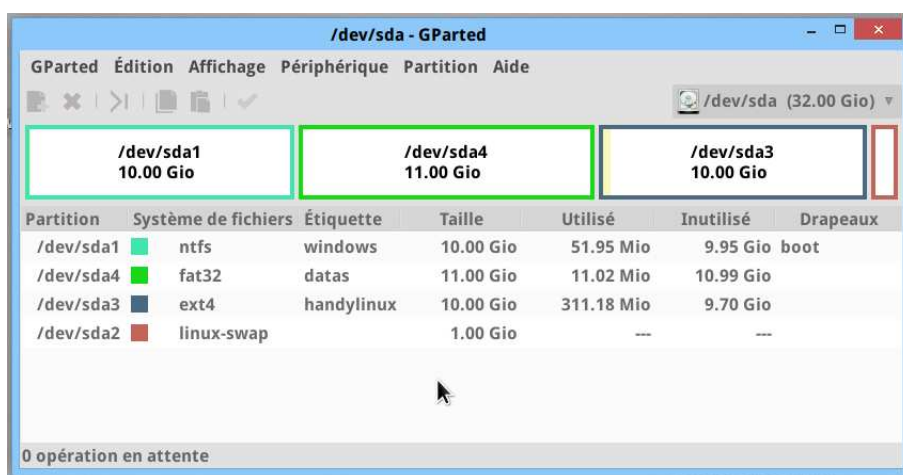 /dev/sda - GParted
GParted Édition Affichage Périphérique Partition Aide
/dev/sda (32.00 Gio)
/dev/sda1
10.00 Gio
/dev/sda4
11.00 Gio
/dev/sda3
10.00 Gio
Partition Système de fichiers Étiquette Taille Utilisé Inutilisé Drapeaux
/dev/sda1 ntfs windows 10.00 Gio 51.95 Mio 9.95 Gio boot
/dev/sda4 fat32 datas 11.00 Gio 11.02 Mio 10.99 Gio
/dev/sda3 ext4 handylinux 10.00 Gio 311.18 Mio 9.70 Gio
/dev/sda2 linux-swap 1.00 Gio --- ---
0 opération en attente